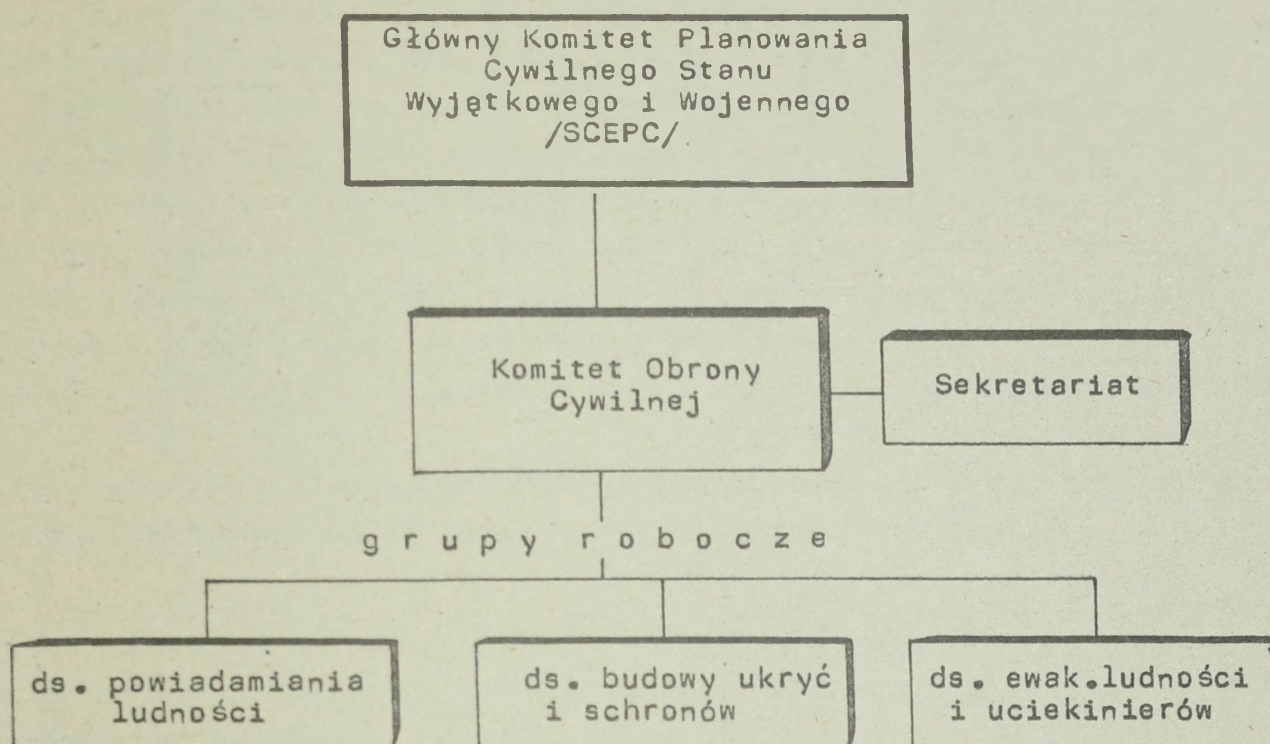 Główny Komitet Planowania
Cywilnego Stanu
Wyjętkowego i Wojennego
/SCEPC/
Komitet Obrony
Cywilnej
Sekretariat
grupy robocze
ds. powiadamiania
ludności
ds. budowy ukryć
i schronów
ds. ewak.ludności
i uciekinierów